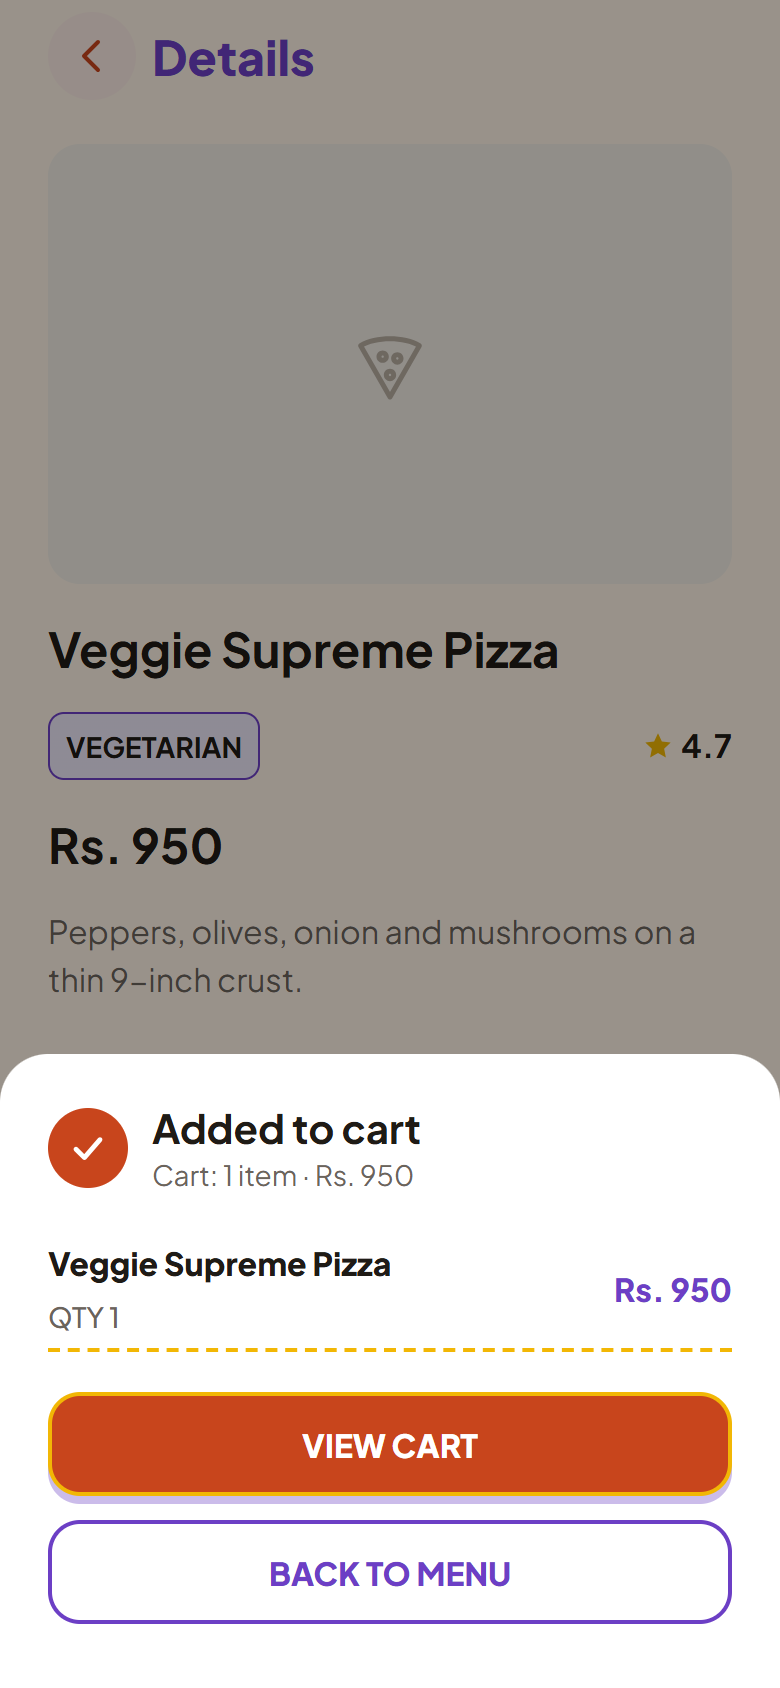 Details
Veggie Supreme Pizza
VEGETARIAN
4.7
Rs. 950
Peppers, olives, onion and mushrooms on a
thin 9-inch crust.
Added to cart
Cart: 1 item · Rs. 950
Veggie Supreme Pizza
Rs. 950
QTY 1
VIEW CART
BACK TO MENU